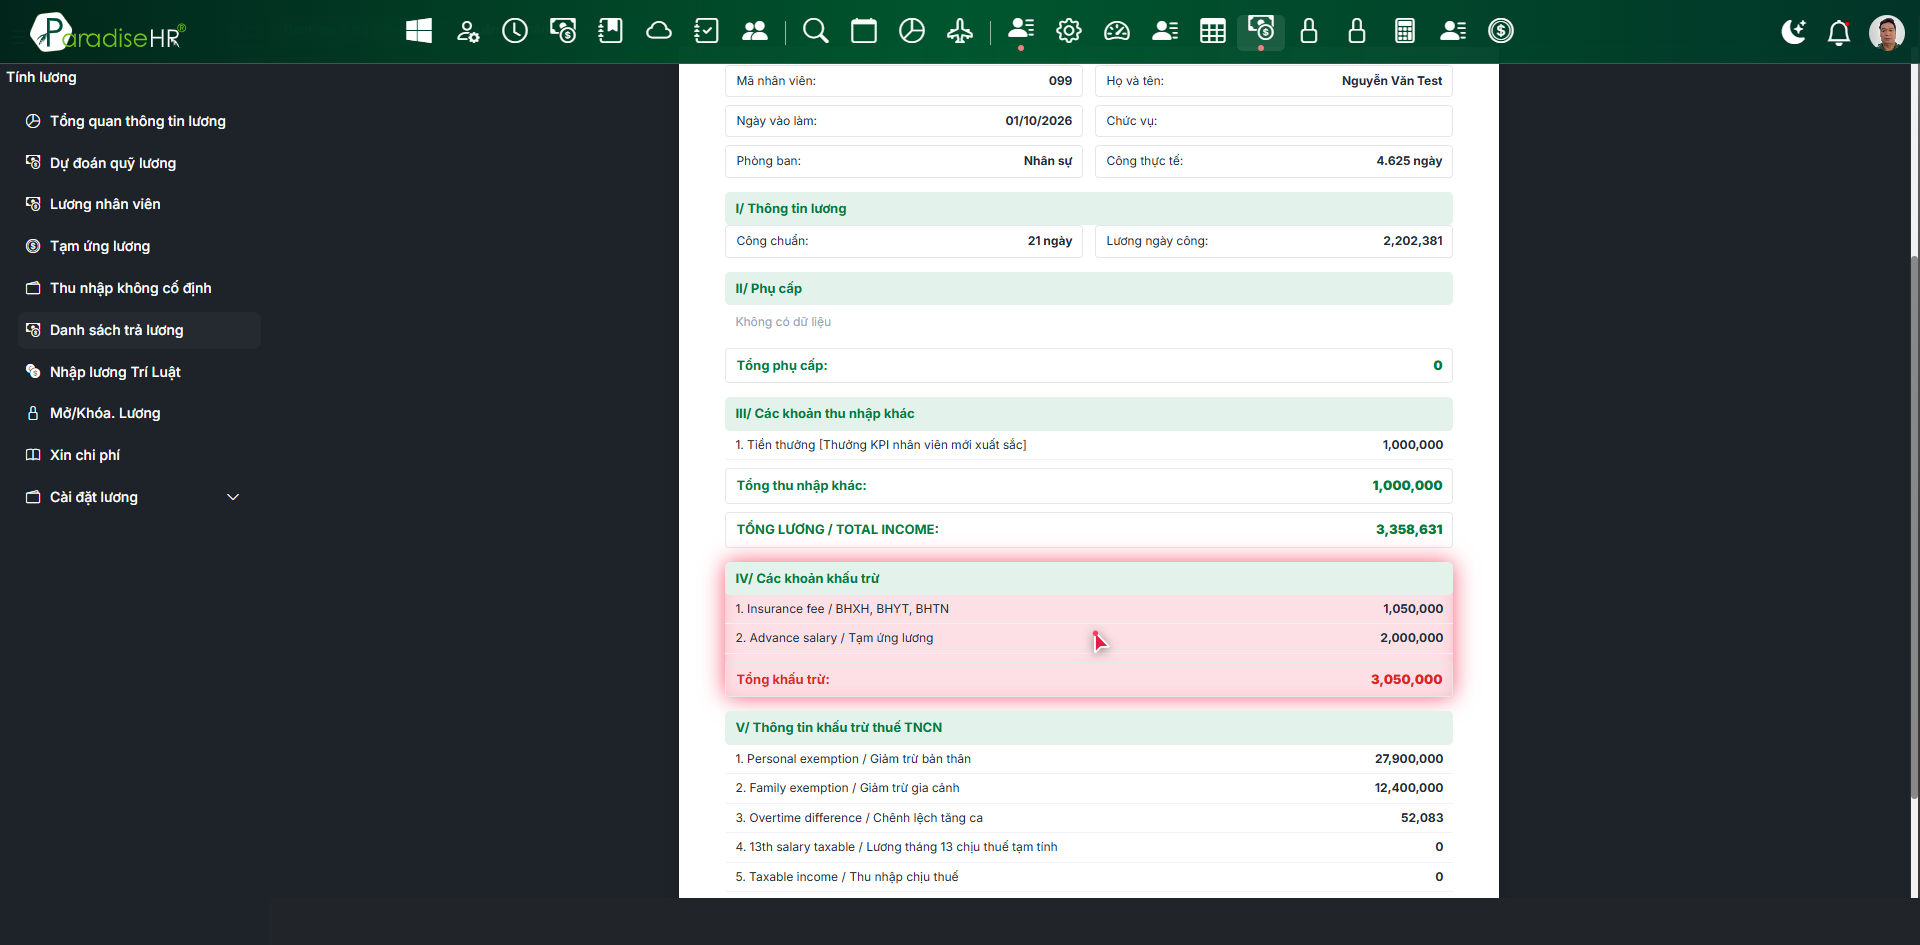 ParadiseHR®
Tính lương
Tổng quan thông tin lương
Dự đoán quỹ lương
Lương nhân viên
Tạm ứng lương
Thu nhập không cố định
Danh sách trả lương
Nhập lương Trí Luật
Mở/Khóa. Lương
Xin chi phí
Cài đặt lương
Mã nhân viên: 099 Họ và tên: Nguyễn Văn Test
Ngày vào làm: 01/10/2026 Chức vụ:
Phòng ban: Nhân sự Công thực tế: 4.625 ngày
I/ Thông tin lương
Công chuẩn: 21 ngày Lương ngày công: 2,202,381
II/ Phụ cấp
Không có dữ liệu
Tổng phụ cấp: 0
III/ Các khoản thu nhập khác
1. Tiền thưởng [Thưởng KPI nhân viên mới xuất sắc] 1,000,000
Tổng thu nhập khác: 1,000,000
TỔNG LƯƠNG / TOTAL INCOME: 3,358,631
IV/ Các khoản khấu trừ
1. Insurance fee / BHXH, BHYT, BHTN 1,050,000
2. Advance salary / Tạm ứng lương 2,000,000
Tổng khấu trừ: 3,050,000
V/ Thông tin khấu trừ thuế TNCN
1. Personal exemption / Giảm trừ bản thân 27,900,000
2. Family exemption / Giảm trừ gia cảnh 12,400,000
3. Overtime difference / Chênh lệch tăng ca 52,083
4. 13th salary taxable / Lương tháng 13 chịu thuế tạm tính 0
5. Taxable income / Thu nhập chịu thuế 0